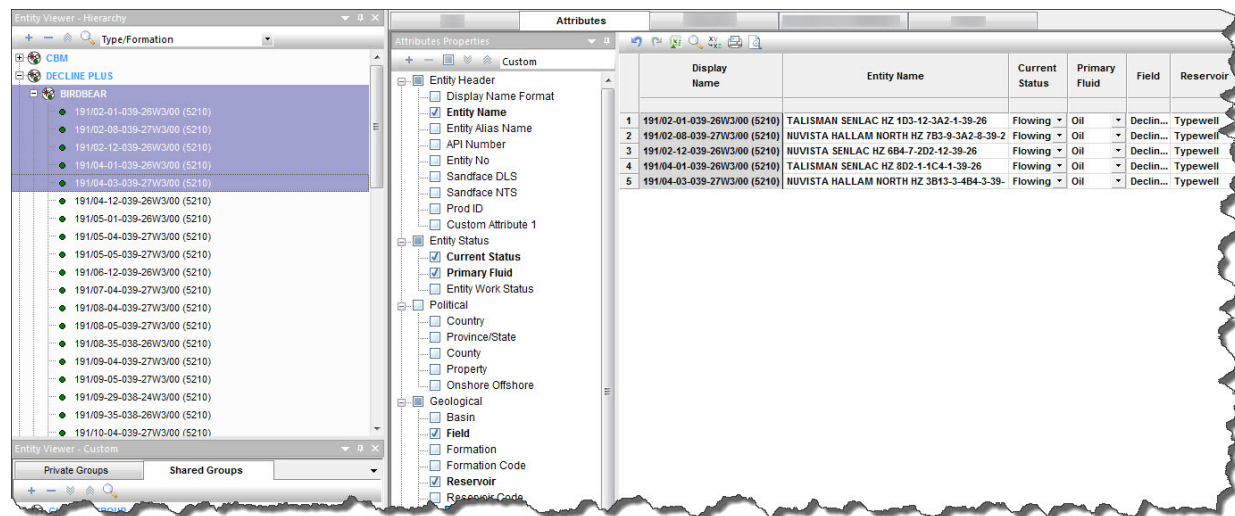 Entity Viewer - Hierarchy
Type/Formation
CBM
DECLINE PLUS
BIRDBEAR
191/02-01-039-26W3/00 (5210)
191/02-08-039-27W3/00 (5210)
191/02-12-039-26W3/00 (5210)
191/04-01-039-26W3/00 (5210)
191/04-03-039-27W3/00 (5210)
191/04-12-039-26W3/00 (5210)
191/05-01-039-26W3/00 (5210)
191/05-04-039-27W3/00 (5210)
191/05-05-039-27W3/00 (5210)
191/06-12-039-26W3/00 (5210)
191/07-04-039-27W3/00 (5210)
191/08-04-039-27W3/00 (5210)
191/08-05-039-27W3/00 (5210)
191/08-35-038-26W3/00 (5210)
191/09-04-039-27W3/00 (5210)
191/09-05-039-27W3/00 (5210)
191/09-29-038-24W3/00 (5210)
191/09-35-038-26W3/00 (5210)
191/10-04-039-27W3/00 (5210)
Entity Viewer - Custom
Private Groups Shared Groups
Attributes
Attributes Properties
Custom
Entity Header
Display Name Format
Entity Name
Entity Alias Name
API Number
Entity No
Sandface DLS
Sandface NTS
Prod ID
Custom Attribute 1
Entity Status
Current Status
Primary Fluid
Entity Work Status
Political
Country
Province/State
County
Property
Onshore Offshore
Geological
Basin
Field
Formation
Formation Code
Reservoir
Reservoir Code
Display Name Entity Name Current Status Primary Fluid Field Reservoir
1 191/02-01-039-26W3/00 (5210) TALISMAN SENLAC HZ 1D3-12-3A2-1-39-26 Flowing Oil Declin... Typewell
2 191/02-08-039-27W3/00 (5210) NUVISTA HALLAM NORTH HZ 7B3-9-3A2-8-39-2 Flowing Oil Declin... Typewell
3 191/02-12-039-26W3/00 (5210) NUVISTA SENLAC HZ 6B4-7-2D2-12-39-26 Flowing Oil Declin... Typewell
4 191/04-01-039-26W3/00 (5210) TALISMAN SENLAC HZ 8D2-1-1C4-1-39-26 Flowing Oil Declin... Typewell
5 191/04-03-039-27W3/00 (5210) NUVISTA HALLAM NORTH HZ 3B13-3-4B4-3-39- Flowing Oil Declin... Typewell